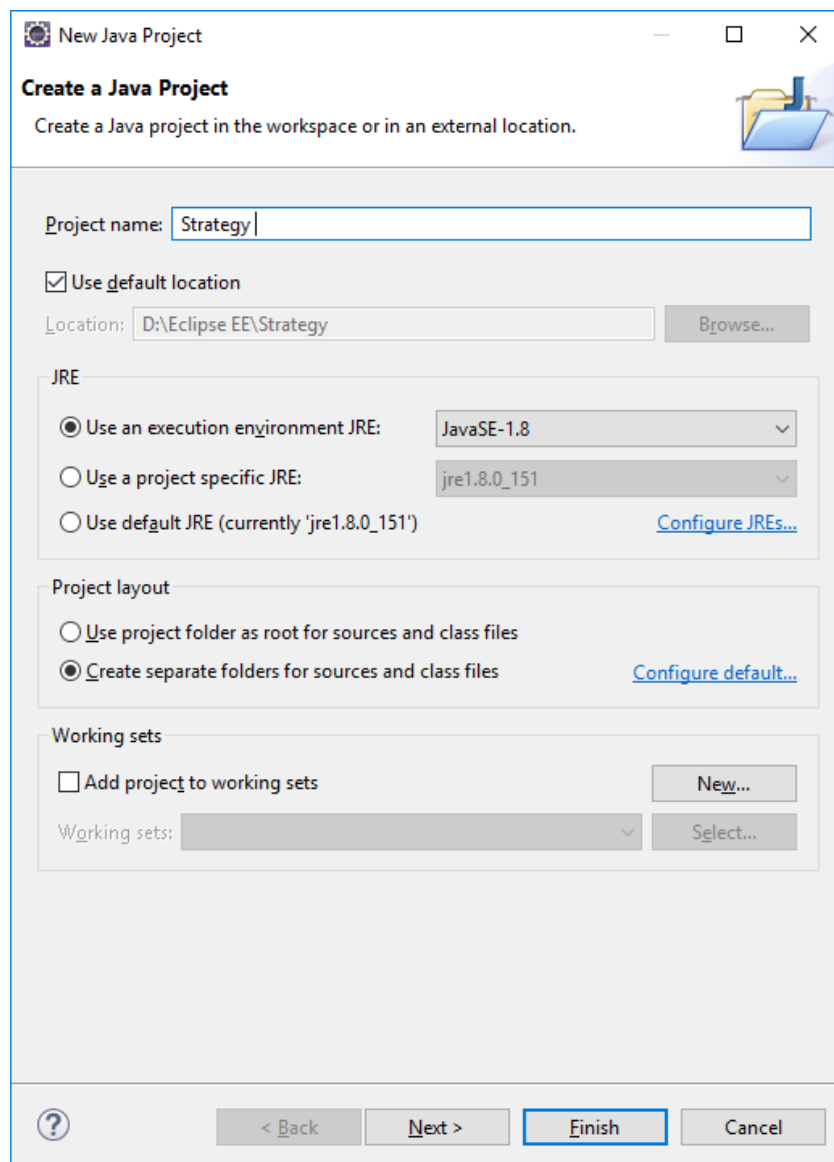 New Java Project
Create a Java Project
Create a Java project in the workspace or in an external location.
Project name: Strategy
Use default location
Location: D:\Eclipse EE\Strategy Browse...
JRE
Use an execution environment JRE: JavaSE-1.8
Use a project specific JRE: jre1.8.0_151
Use default JRE (currently 'jre1.8.0_151') Configure JREs...
Project layout
Use project folder as root for sources and class files
Create separate folders for sources and class files Configure default...
Working sets
Add project to working sets New...
Working sets: Select...
? < Back Next > Finish Cancel